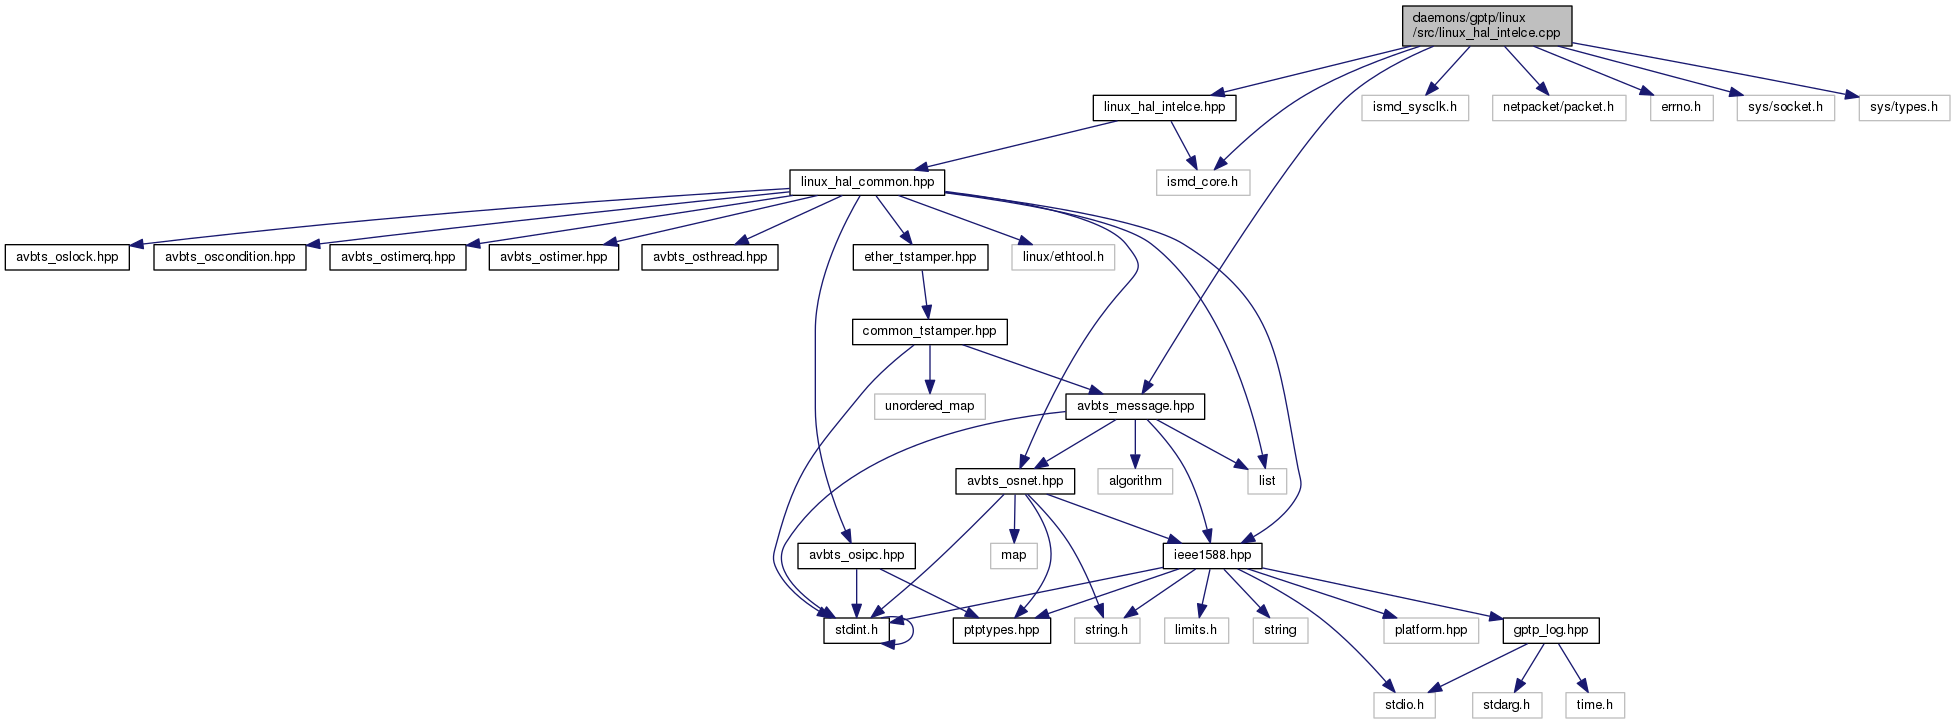 daemons/gptp/linux
/src/linux_hal_intelce.cpp
linux_hal_intelce.hpp
ismd_sysclk.h
netpacket/packet.h
errno.h
sys/socket.h
sys/types.h
linux_hal_common.hpp
ismd_core.h
avbts_oslock.hpp
avbts_oscondition.hpp
avbts_ostimerq.hpp
avbts_ostimer.hpp
avbts_osthread.hpp
ether_tstamper.hpp
linux/ethtool.h
common_tstamper.hpp
unordered_map
avbts_message.hpp
avbts_osnet.hpp
algorithm
list
avbts_osipc.hpp
map
ieee1588.hpp
stdint.h
ptptypes.hpp
string.h
limits.h
string
platform.hpp
gptp_log.hpp
stdio.h
stdarg.h
time.h